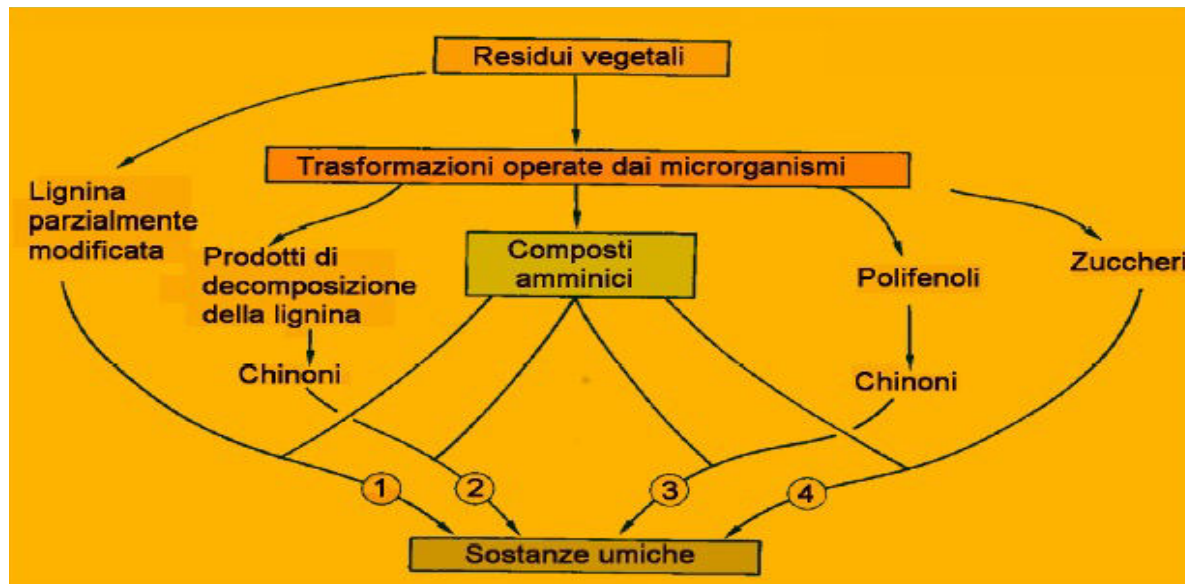 Residui vegetali
Trasformazioni operate dai microrganismi
Lignina
parzialmente
modificata
Prodotti di
decomposizione
della lignina
Composti
amminici
Polifenoli
Zuccheri
Chinoni
Chinoni
1
2
3
4
Sostanze umiche